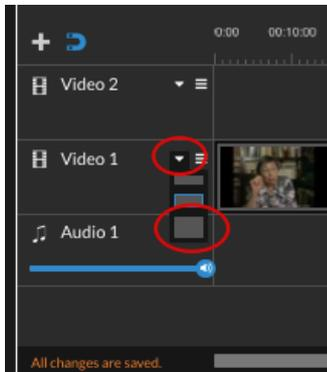 0:00 00:10:00
Video 2
Video 1
Audio 1
All changes are saved.